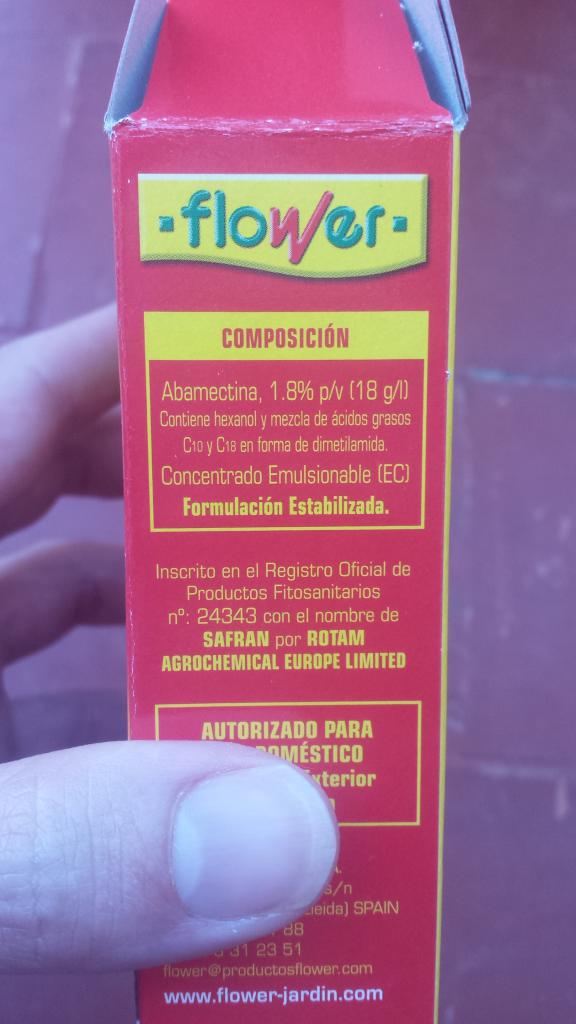 flower
COMPOSICIÓN
Abamectina, 1.8% p/v (18 g/l)
Contiene hexanol y mezcla de ácidos grasos
C10 y C18 en forma de dimetilamida.
Concentrado Emulsionable (EC)
Formulación Estabilizada.
Inscrito en el Registro Oficial de
Productos Fitosanitarios
nº: 24343 con el nombre de
SAFRAN por ROTAM
AGROCHEMICAL EUROPE LIMITED
AUTORIZADO PARA
DOMÉSTICO
s/n
SPAIN
88
31 23 51
flower@productosflower.com
www.flower-jardin.com